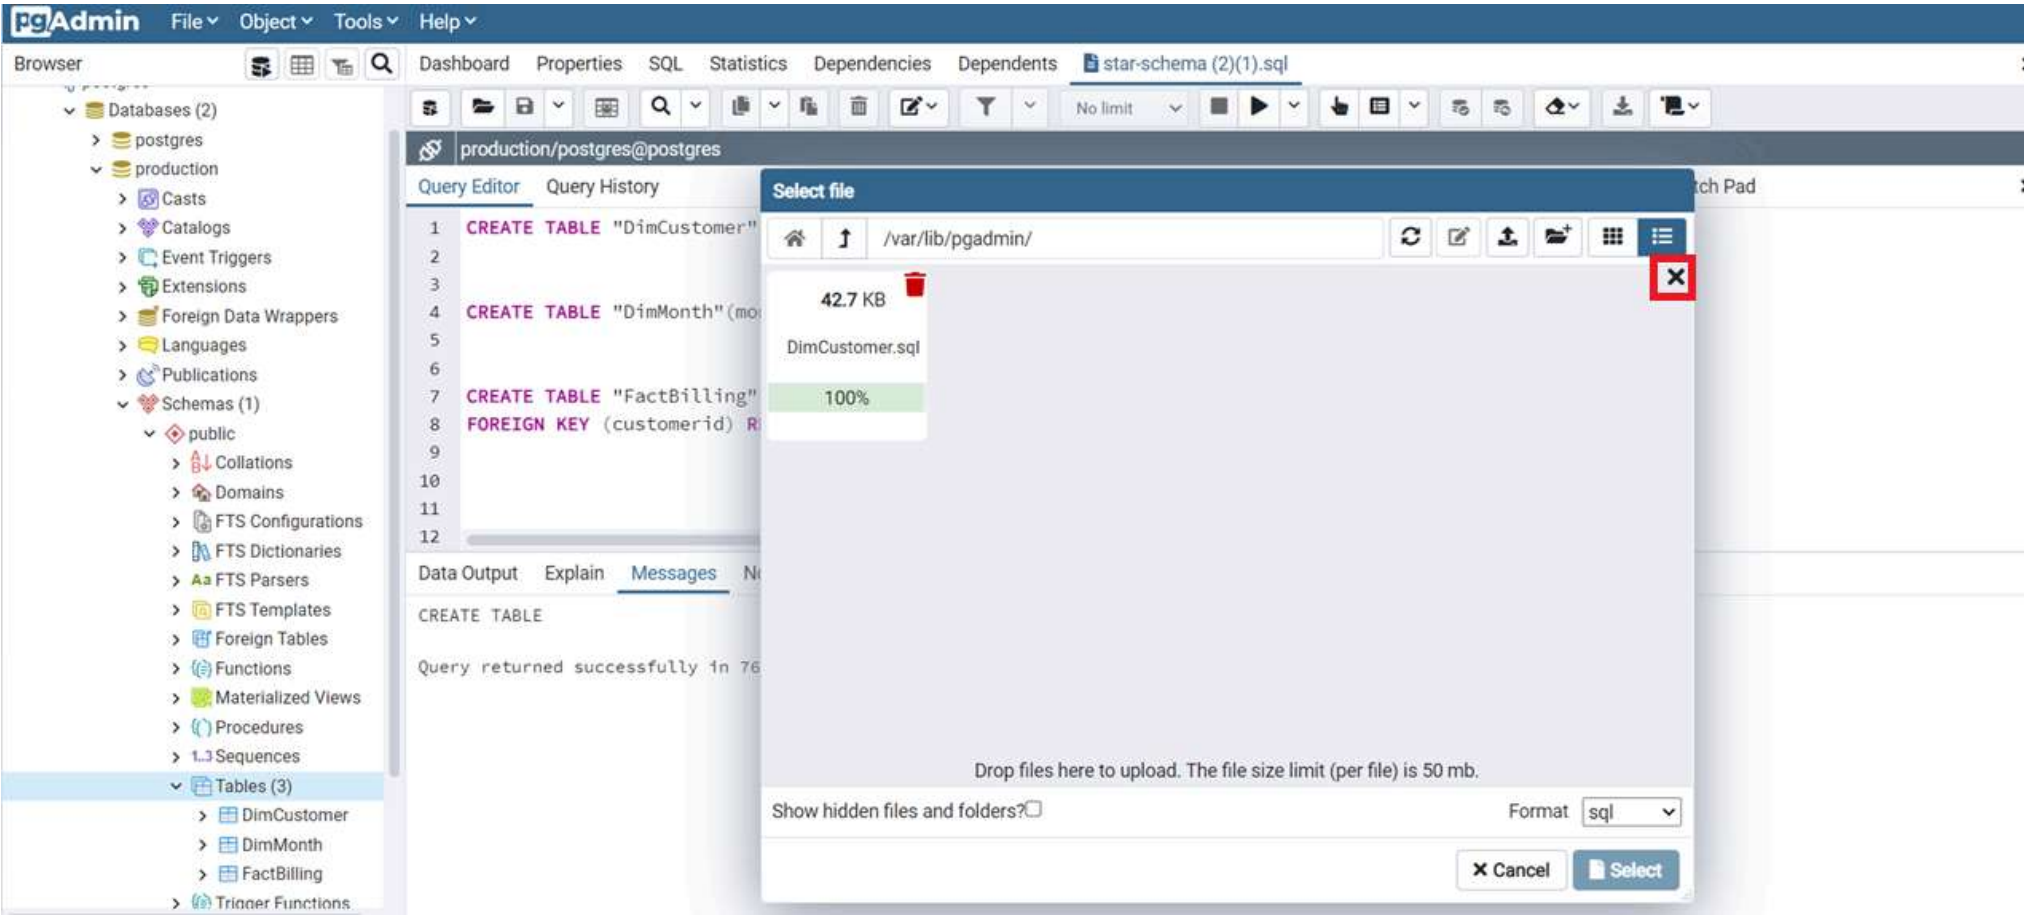 pgAdmin File Object Tools Help
Browser
Dashboard Properties SQL Statistics Dependencies Dependents star-schema (2)(1).sql
Databases (2)
postgres
production
Casts
Catalogs
Event Triggers
Extensions
Foreign Data Wrappers
Languages
Publications
Schemas (1)
public
Collations
Domains
FTS Configurations
FTS Dictionaries
Aa FTS Parsers
FTS Templates
Foreign Tables
Functions
Materialized Views
Procedures
1..3 Sequences
Tables (3)
DimCustomer
DimMonth
FactBilling
Trigger Functions
No limit
production/postgres@postgres
Query Editor Query History
tch Pad
1 CREATE TABLE "DimCustomer"
2
3
4 CREATE TABLE "DimMonth"(mo
5
6
7 CREATE TABLE "FactBilling"
8 FOREIGN KEY (customerid) R
9
10
11
12
Data Output Explain Messages
CREATE TABLE
Query returned successfully in 76
Select file
/var/lib/pgadmin/
42.7 KB
DimCustomer.sql
100%
Drop files here to upload. The file size limit (per file) is 50 mb.
Show hidden files and folders?
Format sql
Cancel Select